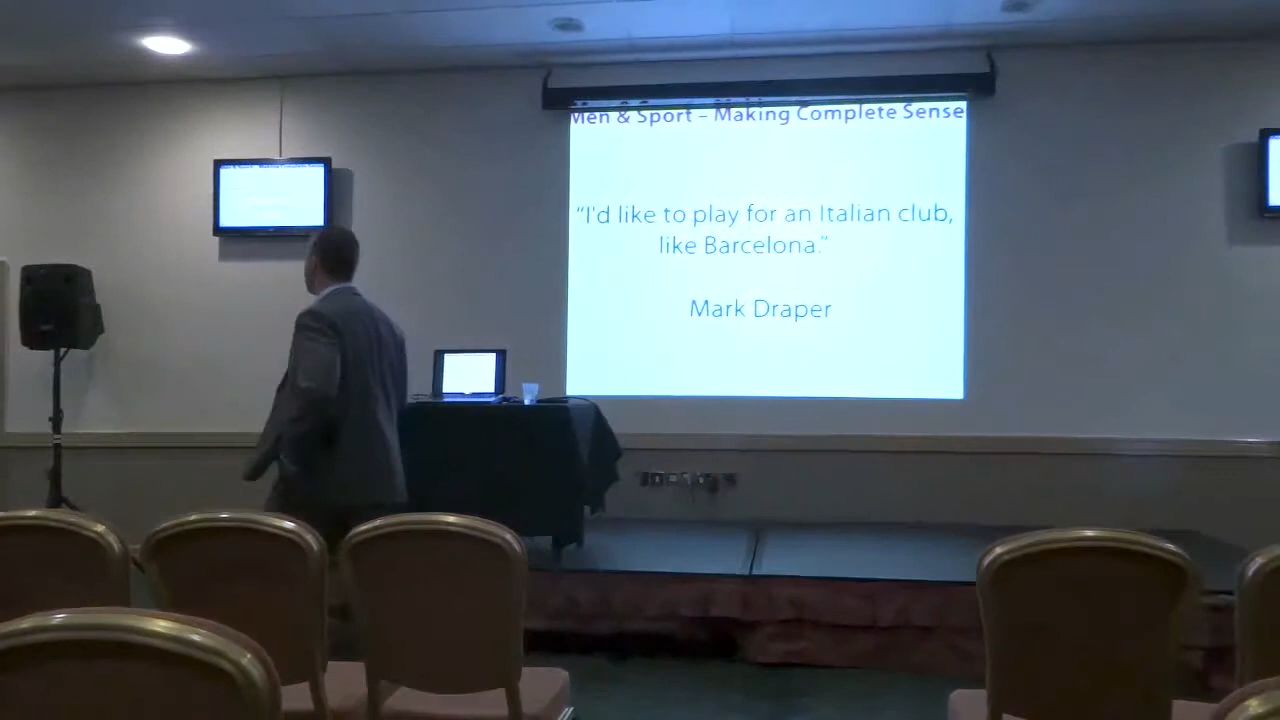 Men & Sport – Making Complete Sense
“I'd like to play for an Italian club,
like Barcelona.”
Mark Draper